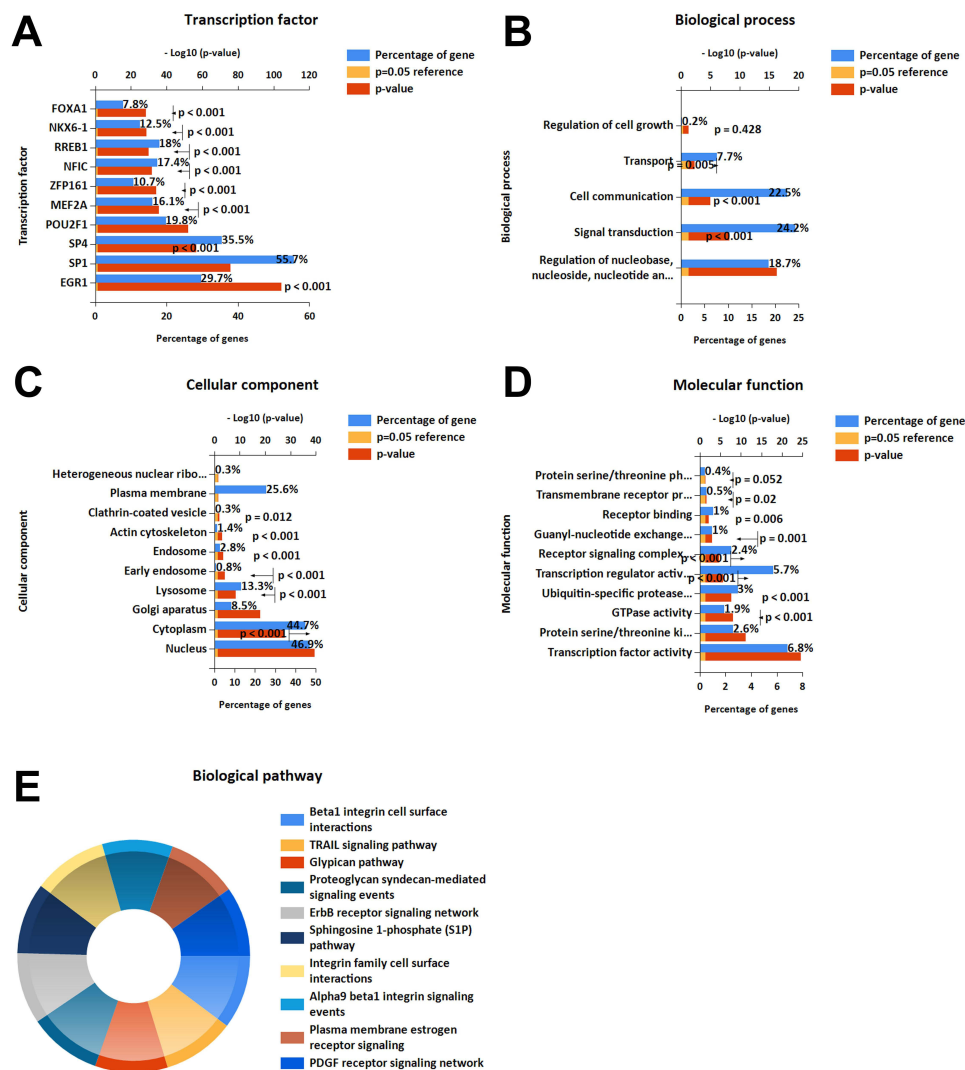 A
Transcription factor
- Log10 (p-value)
0 20 40 60 80 100 120
Percentage of gene
p=0.05 reference
p-value
Transcription factor
FOXA1 7.8% p < 0.001
NKX6-1 12.5% p < 0.001
RREB1 18% p < 0.001
NFIC 17.4% p < 0.001
ZFP161 10.7% p < 0.001
MEF2A 16.1% p < 0.001
POU2F1 19.8%
SP4 35.5% p < 0.001
SP1 55.7%
EGR1 29.7% p < 0.001
0 20 40 60
Percentage of genes
B
Biological process
- Log10 (p-value)
0 5 10 15 20
Percentage of gene
p=0.05 reference
p-value
Biological process
Regulation of cell growth 0.2% p = 0.428
Transport 7.7% p = 0.005
Cell communication 22.5% p < 0.001
Signal transduction 24.2% p < 0.001
Regulation of nucleobase,
nucleoside, nucleotide an... 18.7%
0 5 10 15 20 25
Percentage of genes
C
Cellular component
- Log10 (p-value)
0 10 20 30 40
Percentage of gene
p=0.05 reference
p-value
Cellular component
Heterogeneous nuclear ribo... 0.3%
Plasma membrane 25.6%
Clathrin-coated vesicle 0.3% p = 0.012
Actin cytoskeleton 1.4% p < 0.001
Endosome 2.8% p < 0.001
Early endosome 0.8% p < 0.001
Lysosome 13.3% p < 0.001
Golgi aparatus 8.5%
Cytoplasm 44.7% p < 0.001
Nucleus 46.9%
0 10 20 30 40 50
Percentage of genes
D
Molecular function
- Log10 (p-value)
0 5 10 15 20 25
Percentage of gene
p=0.05 reference
p-value
Molecular function
Protein serine/threonine ph... 0.4% p = 0.052
Transmembrane receptor pr... 0.5% p = 0.02
Receptor binding 1% p = 0.006
Guanyl-nucleotide exchange... 1% p = 0.001
Receptor signaling complex... 2.4% p < 0.001
Transcription regulator activ... 5.7% p < 0.001
Ubiquitin-specific protease... 3% p < 0.001
GTPase activity 1.9% p < 0.001
Protein serine/threonine ki... 2.6%
Transcription factor activity 6.8%
0 2 4 6 8
Percentage of genes
E
Biological pathway
Beta1 integrin cell surface
interactions
TRAIL signaling pathway
Glypican pathway
Proteoglycan syndecan-mediated
signaling events
ErbB receptor signaling network
Sphingosine 1-phosphate (S1P)
pathway
Integrin family cell surface
interactions
Alpha9 beta1 integrin signaling
events
Plasma membrane estrogen
receptor signaling
PDGF receptor signaling network